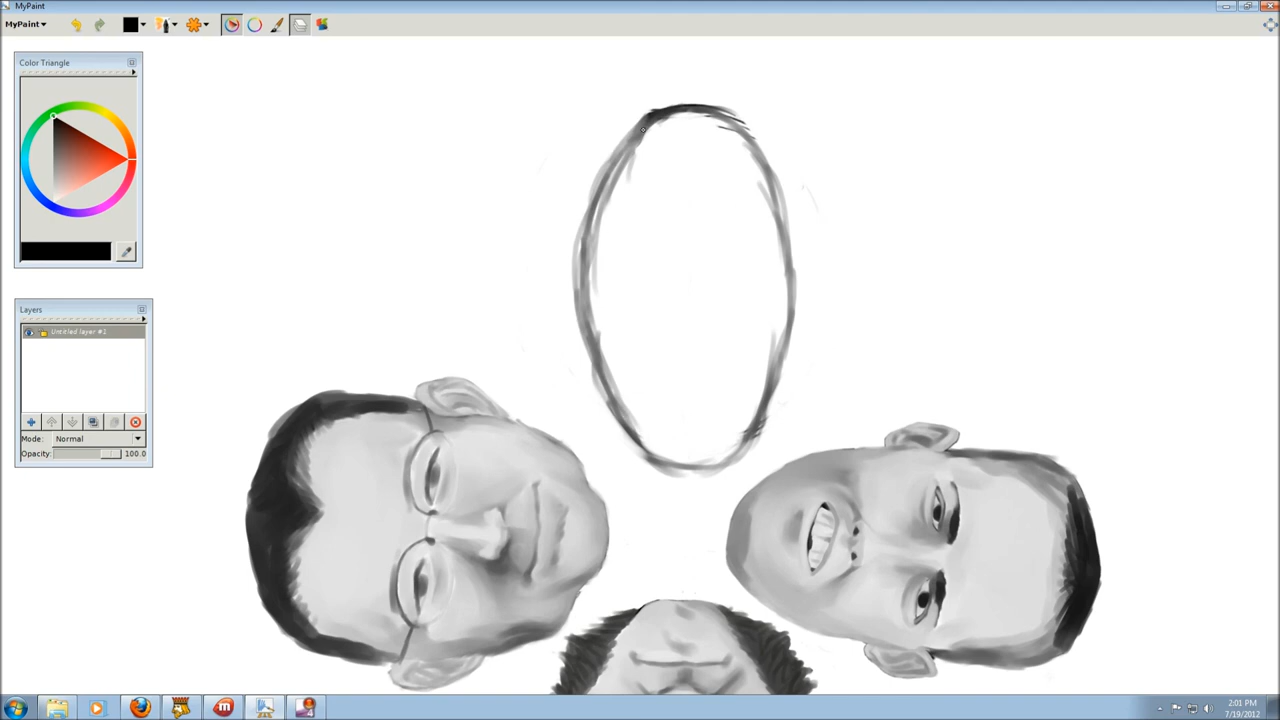 MyPaint
MyPaint
Color Triangle
Layers
Untitled layer #1
Mode: Normal
Opacity: 100.0
2:01 PM
7/19/2012